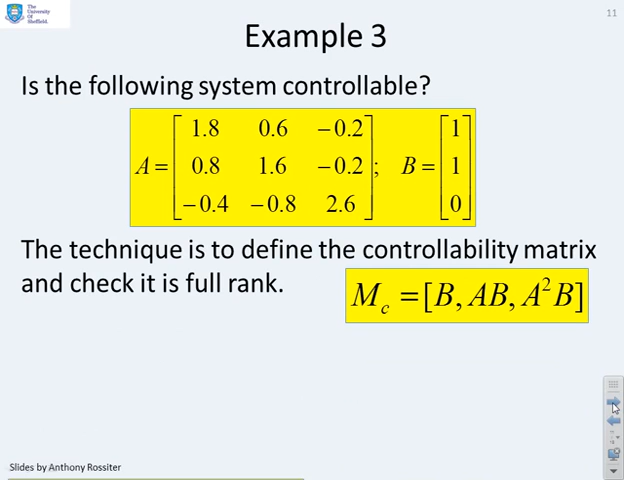 The
University
Of
Sheffield.
11
Example 3
Is the following system controllable?
A = [1.8 0.6 −0.2; 0.8 1.6 −0.2; −0.4 −0.8 2.6]; B = [1; 1; 0]
The technique is to define the controllability matrix
and check it is full rank.
M_c = [B, AB, A²B]
Slides by Anthony Rossiter